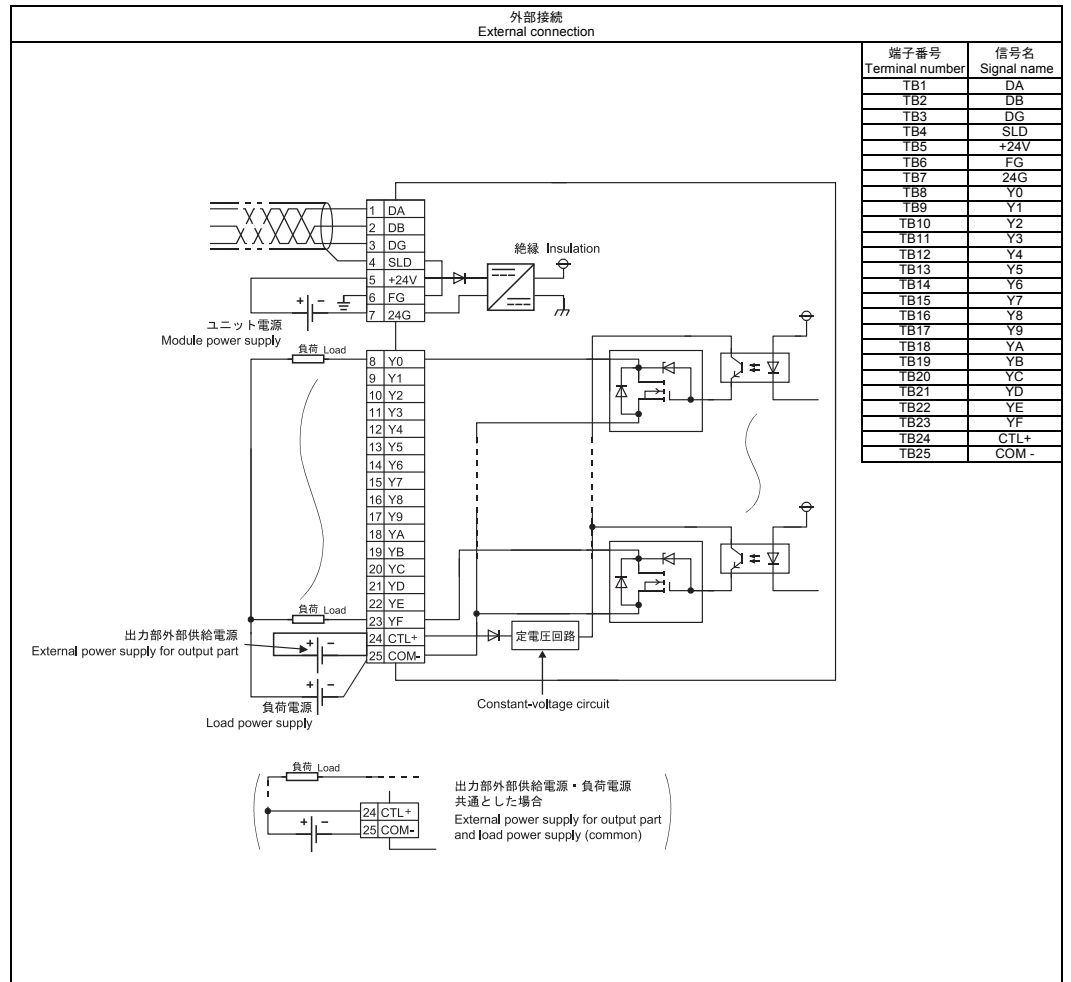 外部接続
External connection
端子番号 信号名
Terminal number Signal name
TB1 DA
TB2 DB
TB3 DG
TB4 SLD
TB5 +24V
TB6 FG
TB7 24G
TB8 Y0
TB9 Y1
TB10 Y2
TB11 Y3
TB12 Y4
TB13 Y5
TB14 Y6
TB15 Y7
TB16 Y8
TB17 Y9
TB18 YA
TB19 YB
TB20 YC
TB21 YD
TB22 YE
TB23 YF
TB24 CTL+
TB25 COM -
1 DA
2 DB
3 DG
4 SLD
5 +24V
6 FG
7 24G
絶縁 Insulation
+ −
ユニット電源
Module power supply
負荷 Load
8 Y0
9 Y1
10 Y2
11 Y3
12 Y4
13 Y5
14 Y6
15 Y7
16 Y8
17 Y9
18 YA
19 YB
20 YC
21 YD
22 YE
23 YF
24 CTL+
25 COM-
負荷 Load
出力部外部供給電源
External power supply for output part
+ −
+ −
負荷電源
Load power supply
定電圧回路
Constant-voltage circuit
負荷 Load
24 CTL+
25 COM-
+ −
出力部外部供給電源・負荷電源
共通とした場合
External power supply for output part
and load power supply (common)